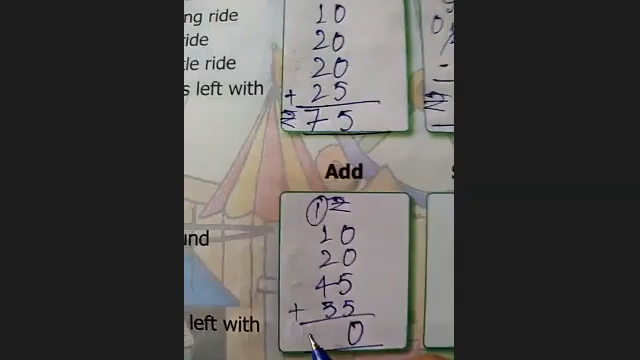 ng ride
ride
le ride
s left with
10
20
20
+ 25
₹ 75
Add
① ₹
10
20
45
+ 35
0
und
left with